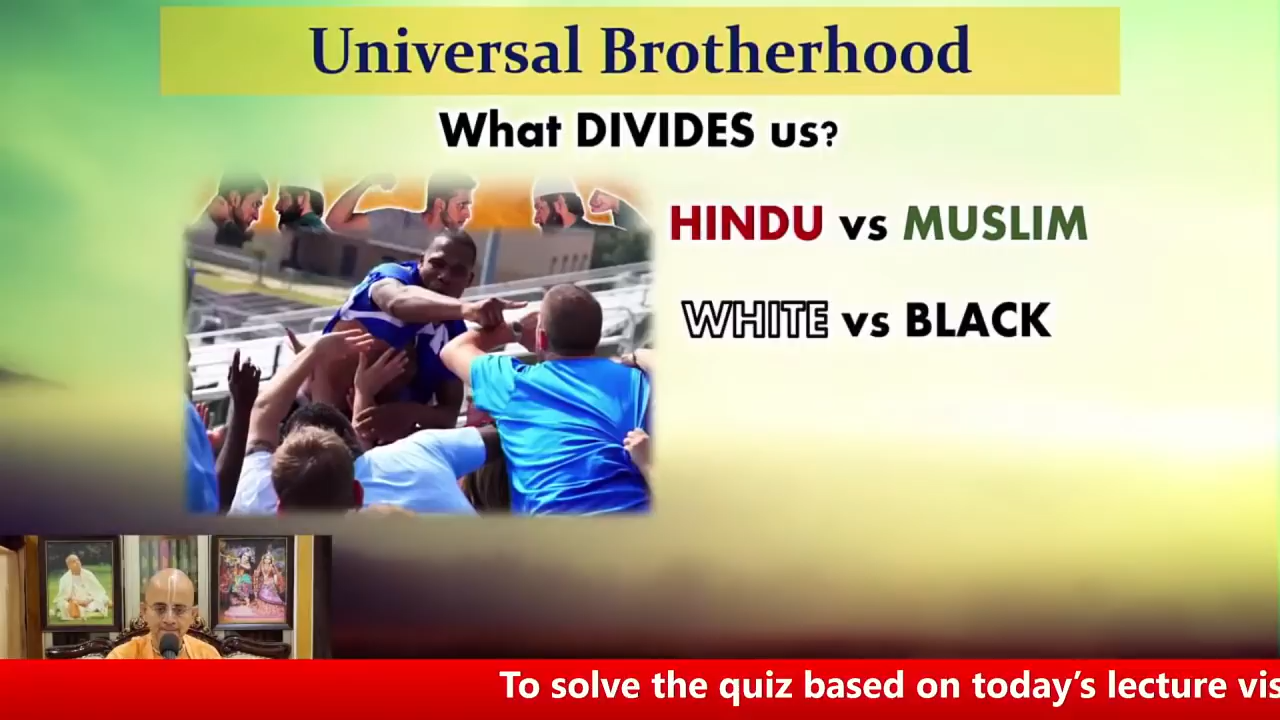 Universal Brotherhood
What DIVIDES us?
HINDU vs MUSLIM
WHITE vs BLACK
To solve the quiz based on today's lecture vis